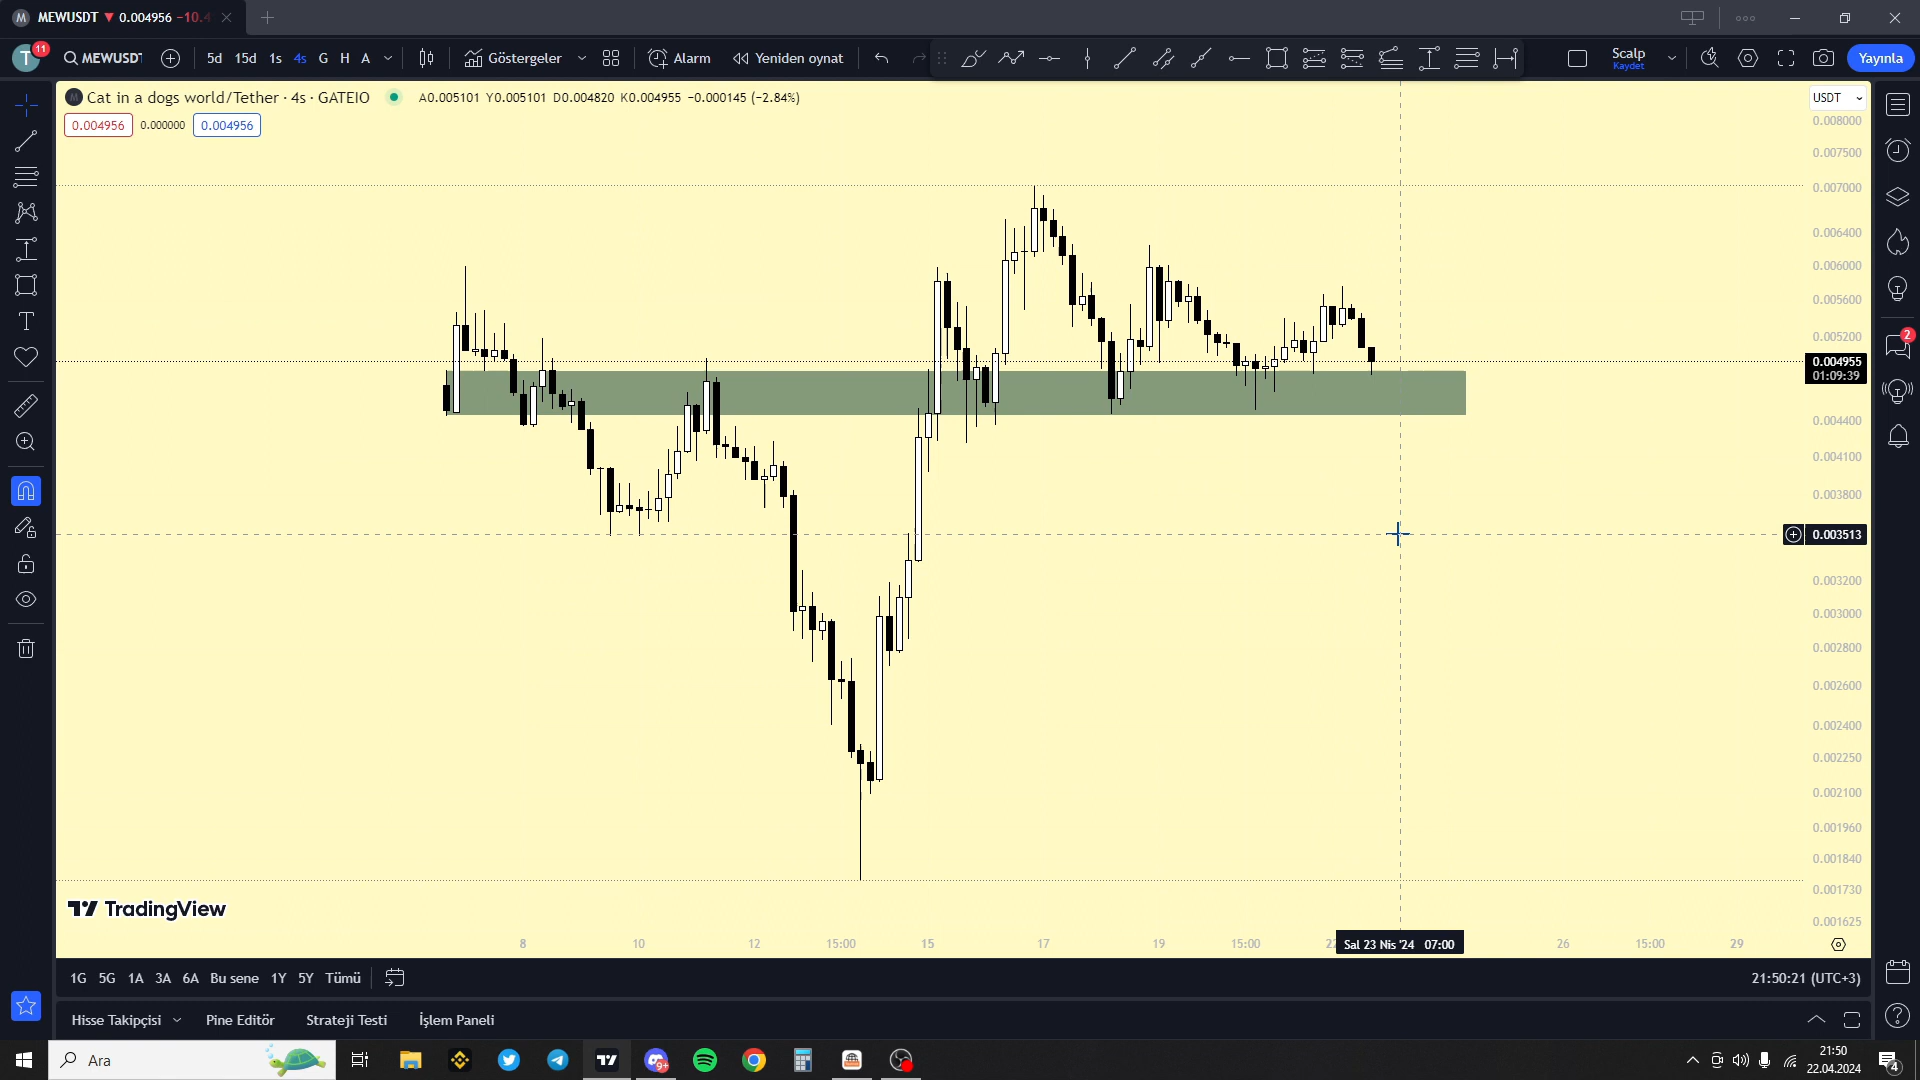 MEWUSDT ▼ 0.004956 −10.4
T 11 MEWUSDT 5d 15d 1s 4s G H A Göstergeler Alarm Yeniden oynat Scalp Kaydet Yayınla
Cat in a dogs world/Tether · 4s · GATEIO A0.005101 Y0.005101 D0.004820 K0.004955 −0.000145 (−2.84%)
0.004956 0.000000 0.004956
USDT
0.008000
0.007500
0.007000
0.006400
0.006000
0.005600
0.005200
0.004955
01:09:39
0.004400
0.004100
0.003800
0.003513
0.003200
0.003000
0.002800
0.002600
0.002400
0.002250
0.002100
0.001960
0.001840
0.001730
0.001625
2
TradingView
8 10 12 15:00 15 17 19 15:00 22 Sal 23 Nis '24 07:00 26 15:00 29
1G 5G 1A 3A 6A Bu sene 1Y 5Y Tümü 21:50:21 (UTC+3)
Hisse Takipçisi Pine Editör Strateji Testi İşlem Paneli
Ara 9+ 21:50
22.04.2024 4